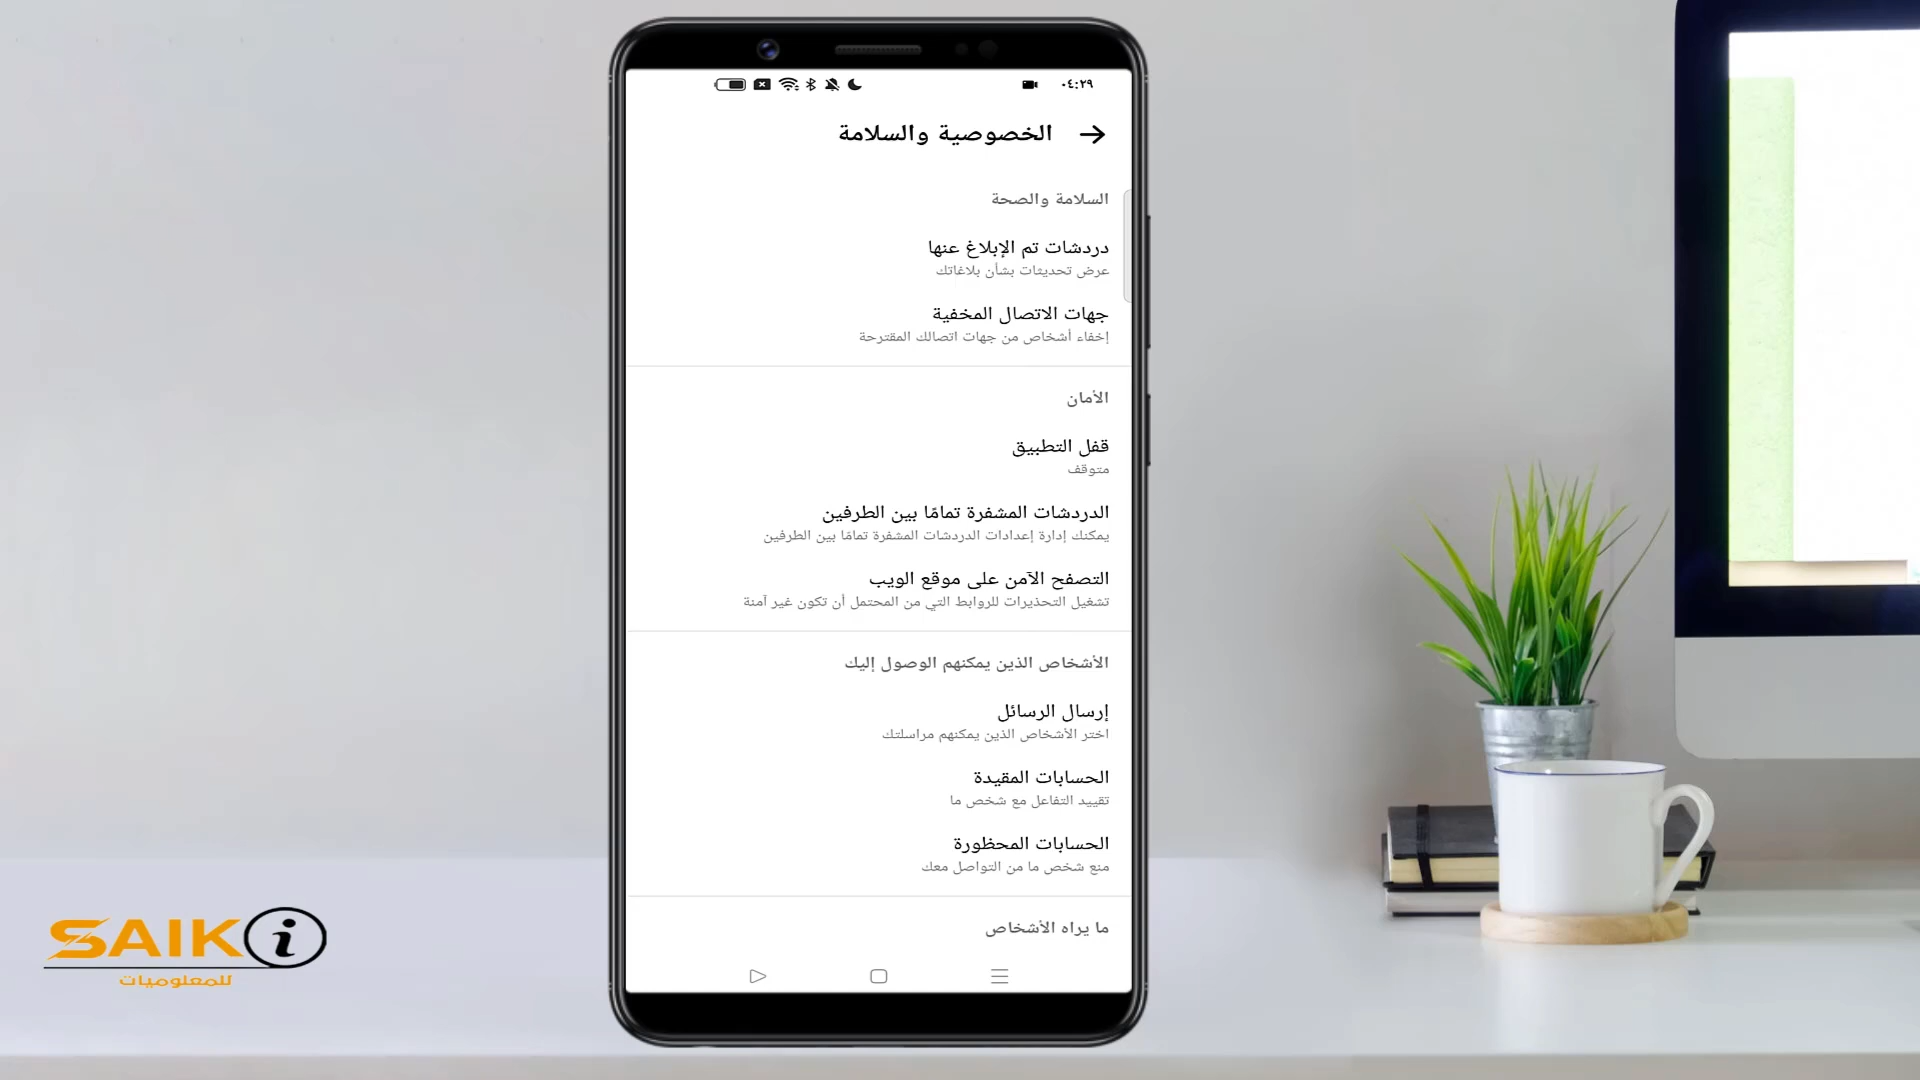 ٠٤:٢٩
الخصوصية والسلامة
السلامة والصحة
دردشات تم الإبلاغ عنها
عرض تحديثات بشأن بلاغاتك
جهات الاتصال المخفية
إخفاء أشخاص من جهات اتصالك المقترحة
الأمان
قفل التطبيق
متوقف
الدردشات المشفرة تمامًا بين الطرفين
يمكنك إدارة إعدادات الدردشات المشفرة تمامًا بين الطرفين
التصفح الآمن على موقع الويب
تشغيل التحذيرات للروابط التي من المحتمل أن تكون غير آمنة
الأشخاص الذين يمكنهم الوصول إليك
إرسال الرسائل
اختر الأشخاص الذين يمكنهم مراسلتك
الحسابات المقيدة
تقييد التفاعل مع شخص ما
الحسابات المحظورة
منع شخص ما من التواصل معك
ما يراه الأشخاص
SAIKi
للمعلوميات